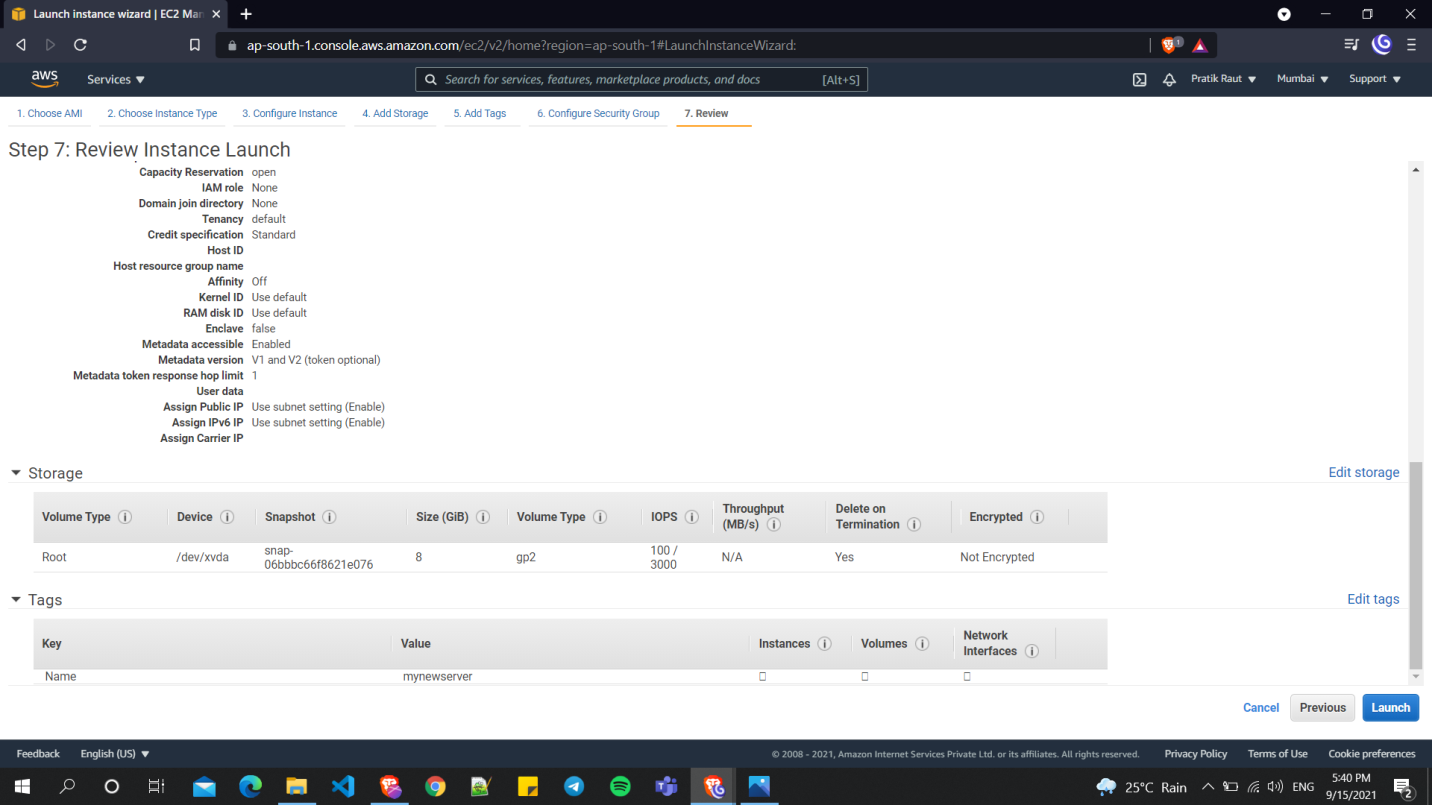 Launch instance wizard | EC2 Man
ap-south-1.console.aws.amazon.com/ec2/v2/home?region=ap-south-1#LaunchInstanceWizard:
1
aws
Services
Search for services, features, marketplace products, and docs
[Alt+S]
Pratik Raut
Mumbai
Support
1. Choose AMI
2. Choose Instance Type
3. Configure Instance
4. Add Storage
5. Add Tags
6. Configure Security Group
7. Review
Step 7: Review Instance Launch
Capacity Reservation open
IAM role None
Domain join directory None
Tenancy default
Credit specification Standard
Host ID
Host resource group name
Affinity Off
Kernel ID Use default
RAM disk ID Use default
Enclave false
Metadata accessible Enabled
Metadata version V1 and V2 (token optional)
Metadata token response hop limit 1
User data
Assign Public IP Use subnet setting (Enable)
Assign IPv6 IP Use subnet setting (Enable)
Assign Carrier IP
Storage
Edit storage
Volume Type
Device
Snapshot
Size (GiB)
Volume Type
IOPS
Throughput
(MB/s)
Delete on
Termination
Encrypted
Root
/dev/xvda
snap-
06bbbc66f8621e076
8
gp2
100 /
3000
N/A
Yes
Not Encrypted
Tags
Edit tags
Key
Value
Instances
Volumes
Network
Interfaces
Name
mynewserver
Cancel
Previous
Launch
Feedback
English (US)
© 2008 - 2021, Amazon Internet Services Private Ltd. or its affiliates. All rights reserved.
Privacy Policy
Terms of Use
Cookie preferences
25°C Rain
ENG
5:40 PM
9/15/2021
2